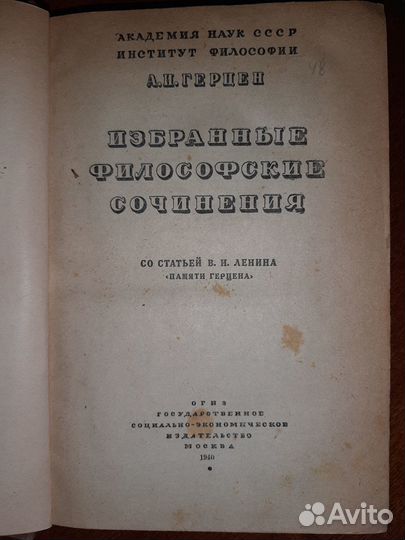 АКАДЕМИЯ НАУК СССР
ИНСТИТУТ ФИЛОСОФИИ
48
А.И.ГЕРЦЕН
ИЗБРАННЫЕ
ФИЛОСОФСКИЕ
СОЧИНЕНИЯ
СО СТАТЬЕЙ В. И. ЛЕНИНА
«ПАМЯТИ ГЕРЦЕНА»
ОГИЗ
ГОСУДАРСТВЕННОЕ
СОЦИАЛЬНО-ЭКОНОМИЧЕСКОЕ
ИЗДАТЕЛЬСТВО
МОСКВА
1940
Avito